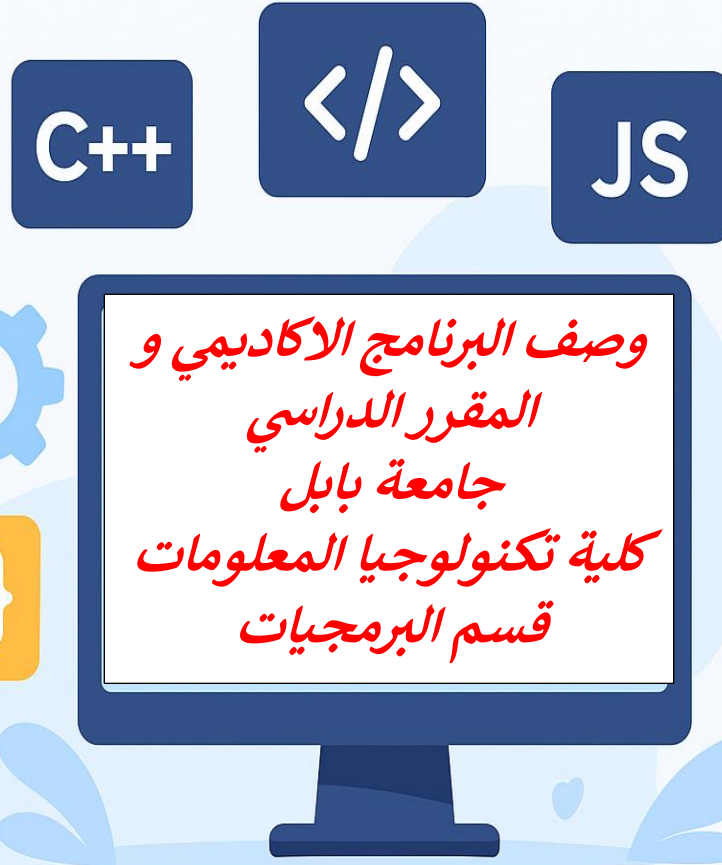 C++
</>
JS
وصف البرنامج الاكاديمي و
المقرر الدراسي
جامعة بابل
كلية تكنولوجيا المعلومات
قسم البرمجيات
}